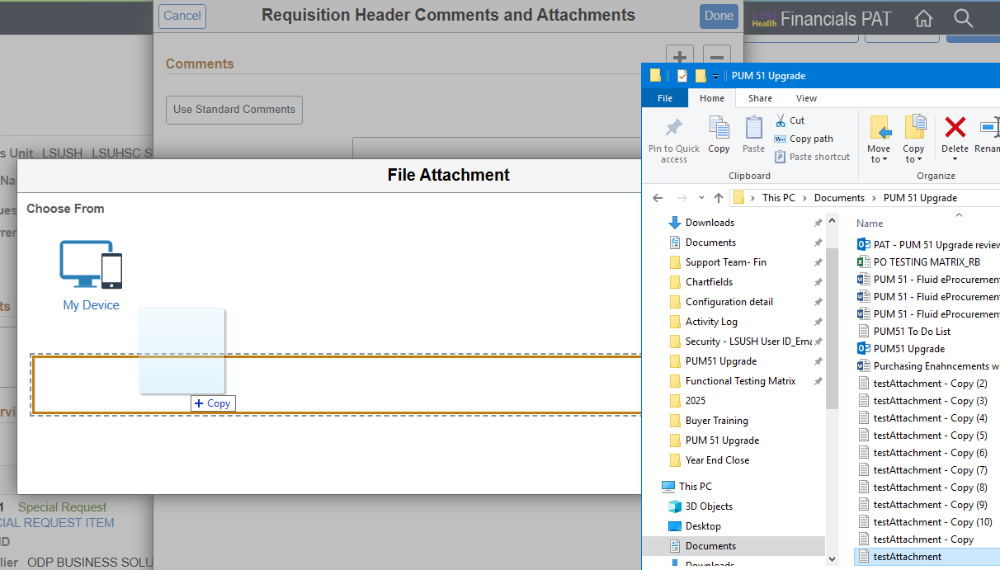 Cancel
Requisition Header Comments and Attachments
Done
LSU
Health
Financials PAT
Comments
Use Standard Comments
s Unit LSUSH LSUHSC S
Na
ues
rren
ts
rvi
File Attachment
Choose From
My Device
+ Copy
1 Special Request
CIAL REQUEST ITEM
ID
lier ODP BUSINESS SOLU
PUM 51 Upgrade
File Home Share View
Pin to Quick
access
Copy
Paste
Cut
Copy path
Paste shortcut
Move
to
Copy
to
Delete
Renam
Clipboard
Organize
This PC > Documents > PUM 51 Upgrade
Downloads
Documents
Support Team- Fin
Chartfields
Configuration detail
Activity Log
Security - LSUSH User ID_Ema
PUM51 Upgrade
Functional Testing Matrix
2025
Buyer Training
PUM 51 Upgrade
Year End Close
This PC
3D Objects
Desktop
Documents
Downloads
Name
PAT - PUM 51 Upgrade review
PO TESTING MATRIX_RB
PUM 51 - Fluid eProcurement
PUM 51 - Fluid eProcurement
PUM 51 - Fluid eProcurement
PUM51 To Do List
PUM51 Upgrade
Purchasing Enahncements w
testAttachment - Copy (2)
testAttachment - Copy (3)
testAttachment - Copy (4)
testAttachment - Copy (5)
testAttachment - Copy (6)
testAttachment - Copy (7)
testAttachment - Copy (8)
testAttachment - Copy (9)
testAttachment - Copy (10)
testAttachment - Copy
testAttachment